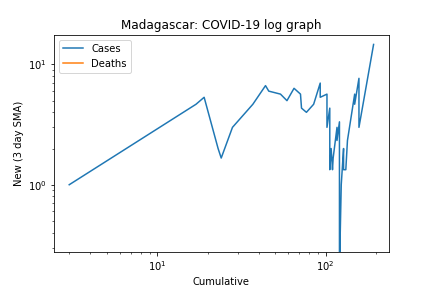 Madagascar: COVID-19 log graph
Cases
Deaths
New (3 day SMA)
10¹
10⁰
10¹
10²
Cumulative